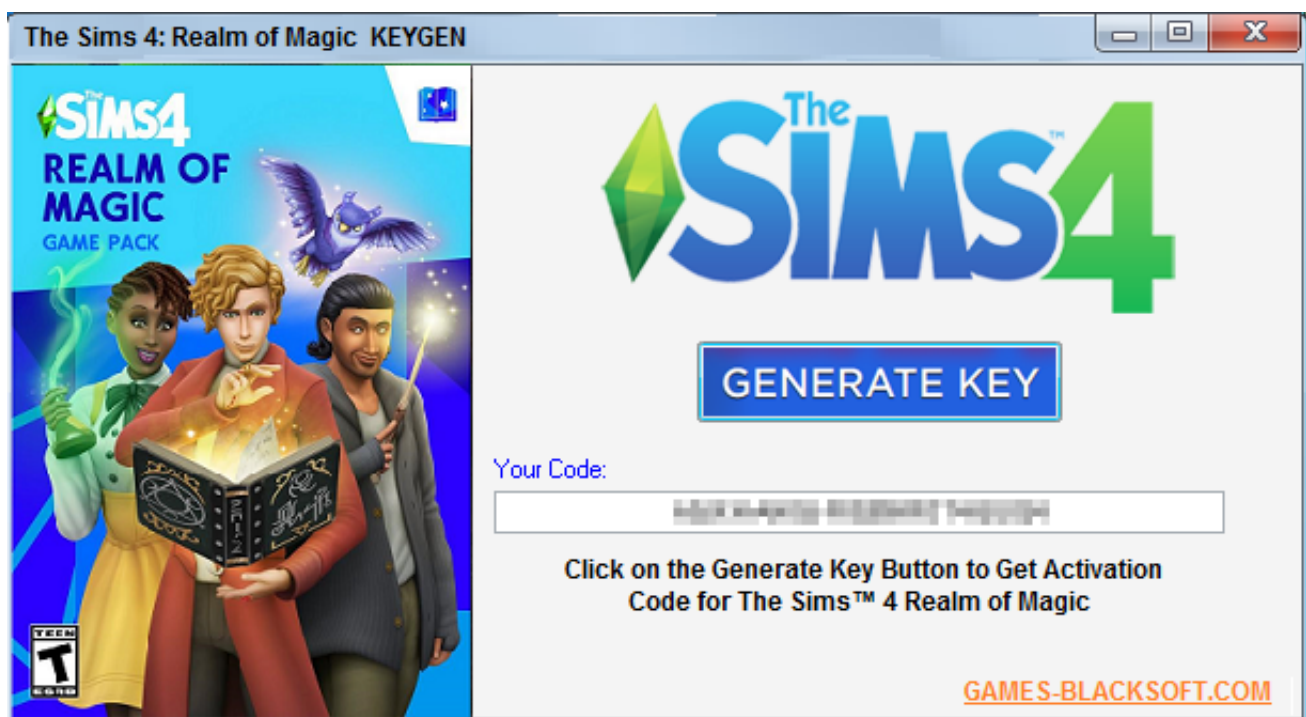 The Sims 4: Realm of Magic KEYGEN
The
SiMS4
REALM OF
MAGIC
GAME PACK
TEEN
T
ESRB
The
SiMS4
™
GENERATE KEY
Your Code:
Click on the Generate Key Button to Get Activation
Code for The Sims™ 4 Realm of Magic
GAMES-BLACKSOFT.COM